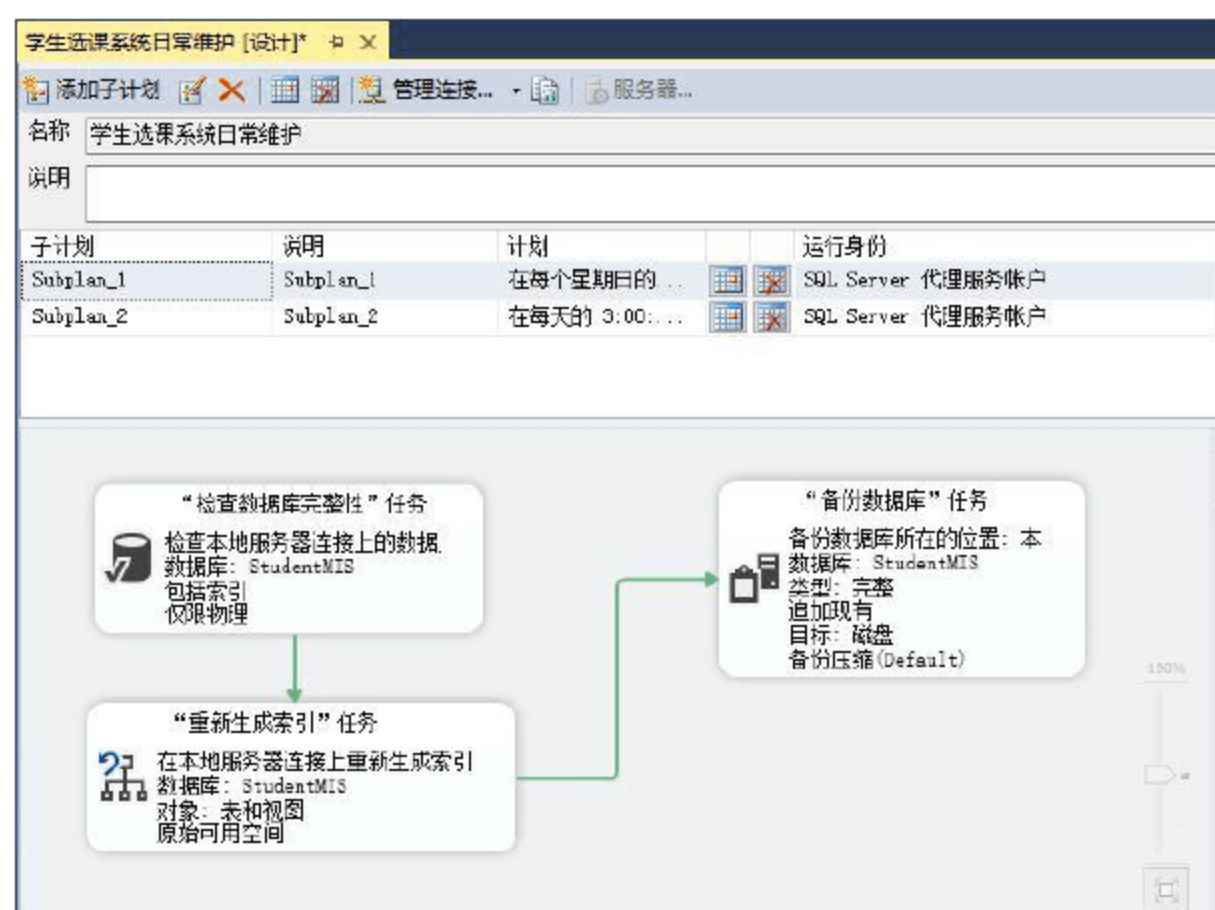 学生选课系统日常维护 [设计]*
添加子计划 管理连接... 服务器...
名称 学生选课系统日常维护
说明
子计划 说明 计划 运行身份
Subplan_1 Subplan_1 在每个星期日的... SQL Server 代理服务帐户
Subplan_2 Subplan_2 在每天的 3:00:... SQL Server 代理服务帐户
“检查数据库完整性”任务
检查本地服务器连接上的数据
数据库: StudentMIS
包括索引
仅限物理
“备份数据库”任务
备份数据库所在的位置: 本
数据库: StudentMIS
类型: 完整
追加现有
目标: 磁盘
备份压缩(Default)
100%
“重新生成索引”任务
在本地服务器连接上重新生成索引
数据库: StudentMIS
对象: 表和视图
原始可用空间